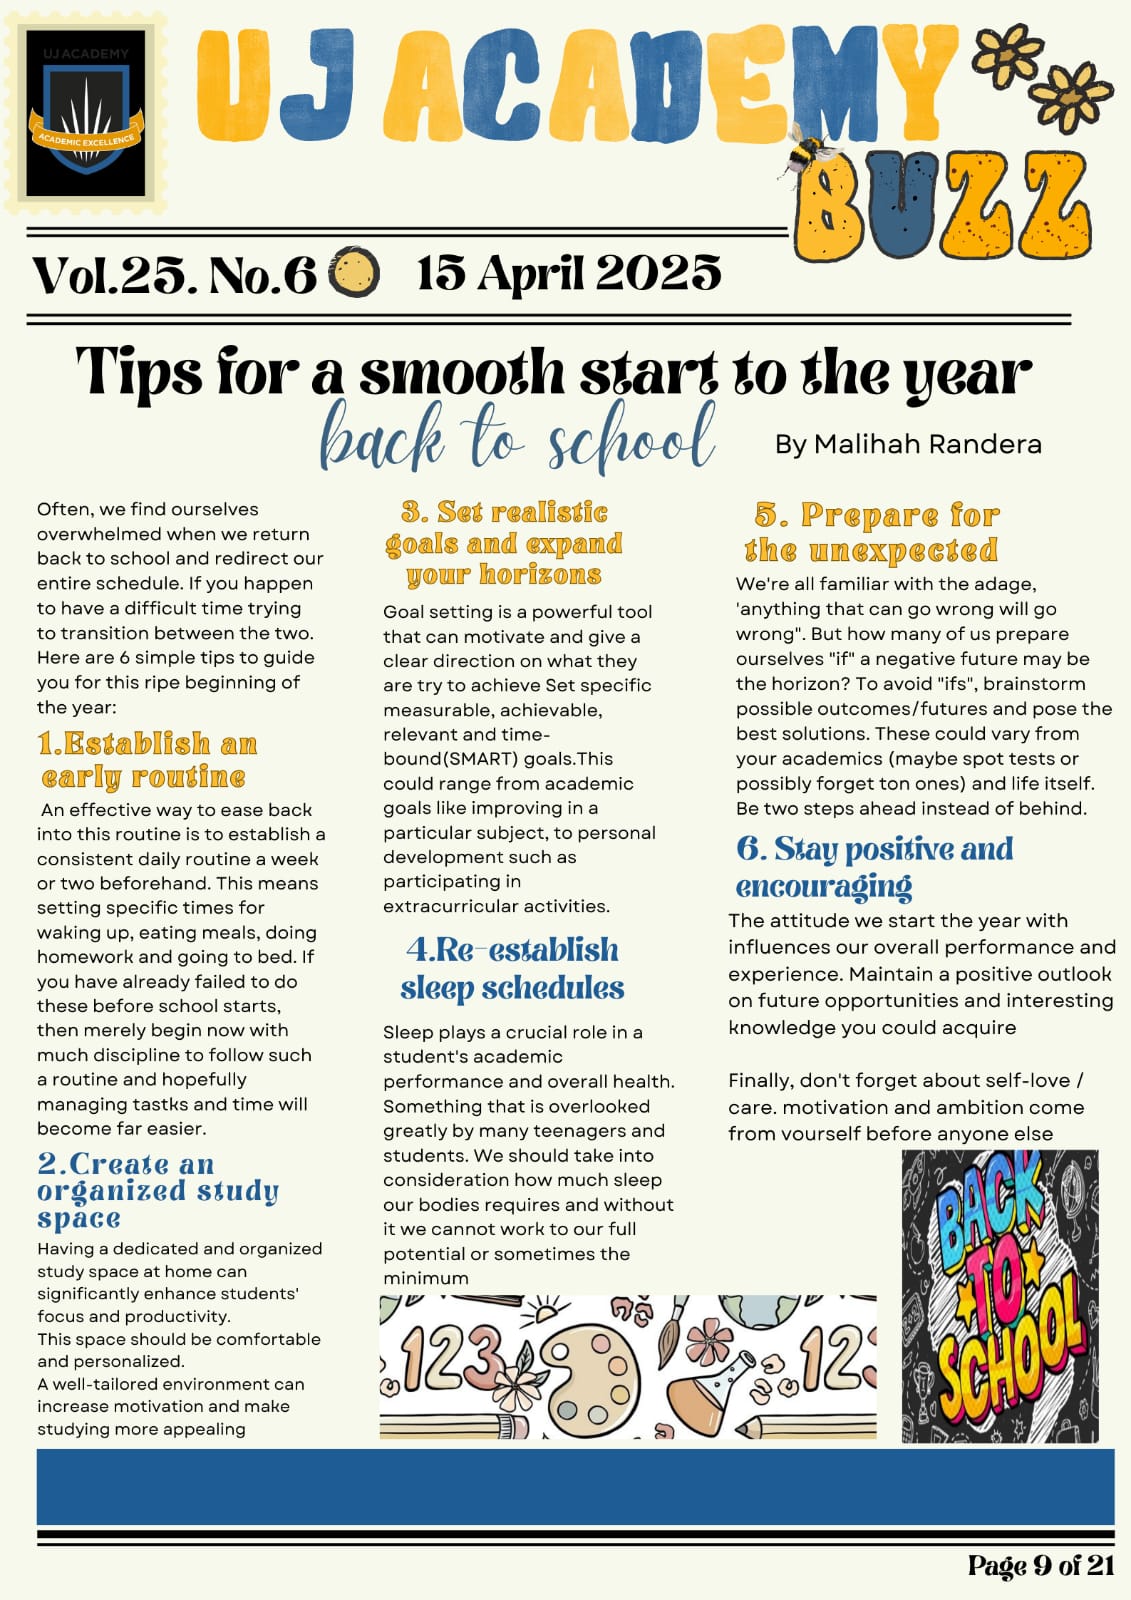 UJ ACADEMY
ACADEMIC EXCELLENCE
UJ ACADEMY
BUZZ
Vol.25. No.6
15 April 2025
Tips for a smooth start to the year
back to school
By Malihah Randera
Often, we find ourselves
overwhelmed when we return
back to school and redirect our
entire schedule. If you happen
to have a difficult time trying
to transition between the two.
Here are 6 simple tips to guide
you for this ripe beginning of
the year:
1.Establish an
early routine
An effective way to ease back
into this routine is to establish a
consistent daily routine a week
or two beforehand. This means
setting specific times for
waking up, eating meals, doing
homework and going to bed. If
you have already failed to do
these before school starts,
then merely begin now with
much discipline to follow such
a routine and hopefully
managing tastks and time will
become far easier.
2.Create an
organized study
space
Having a dedicated and organized
study space at home can
significantly enhance students'
focus and productivity.
This space should be comfortable
and personalized.
A well-tailored environment can
increase motivation and make
studying more appealing
3. Set realistic
goals and expand
your horizons
Goal setting is a powerful tool
that can motivate and give a
clear direction on what they
are try to achieve Set specific
measurable, achievable,
relevant and time-
bound(SMART) goals.This
could range from academic
goals like improving in a
particular subject, to personal
development such as
participating in
extracurricular activities.
4.Re-establish
sleep schedules
Sleep plays a crucial role in a
student's academic
performance and overall health.
Something that is overlooked
greatly by many teenagers and
students. We should take into
consideration how much sleep
our bodies requires and without
it we cannot work to our full
potential or sometimes the
minimum
123
12
5. Prepare for
the unexpected
We're all familiar with the adage,
'anything that can go wrong will go
wrong". But how many of us prepare
ourselves "if" a negative future may be
the horizon? To avoid "ifs", brainstorm
possible outcomes/futures and pose the
best solutions. These could vary from
your academics (maybe spot tests or
possibly forget ton ones) and life itself.
Be two steps ahead instead of behind.
6. Stay positive and
encouraging
The attitude we start the year with
influences our overall performance and
experience. Maintain a positive outlook
on future opportunities and interesting
knowledge you could acquire
Finally, don't forget about self-love /
care. motivation and ambition come
from yourself before anyone else
BACK
TO
SCHOOL
Page 9 of 21